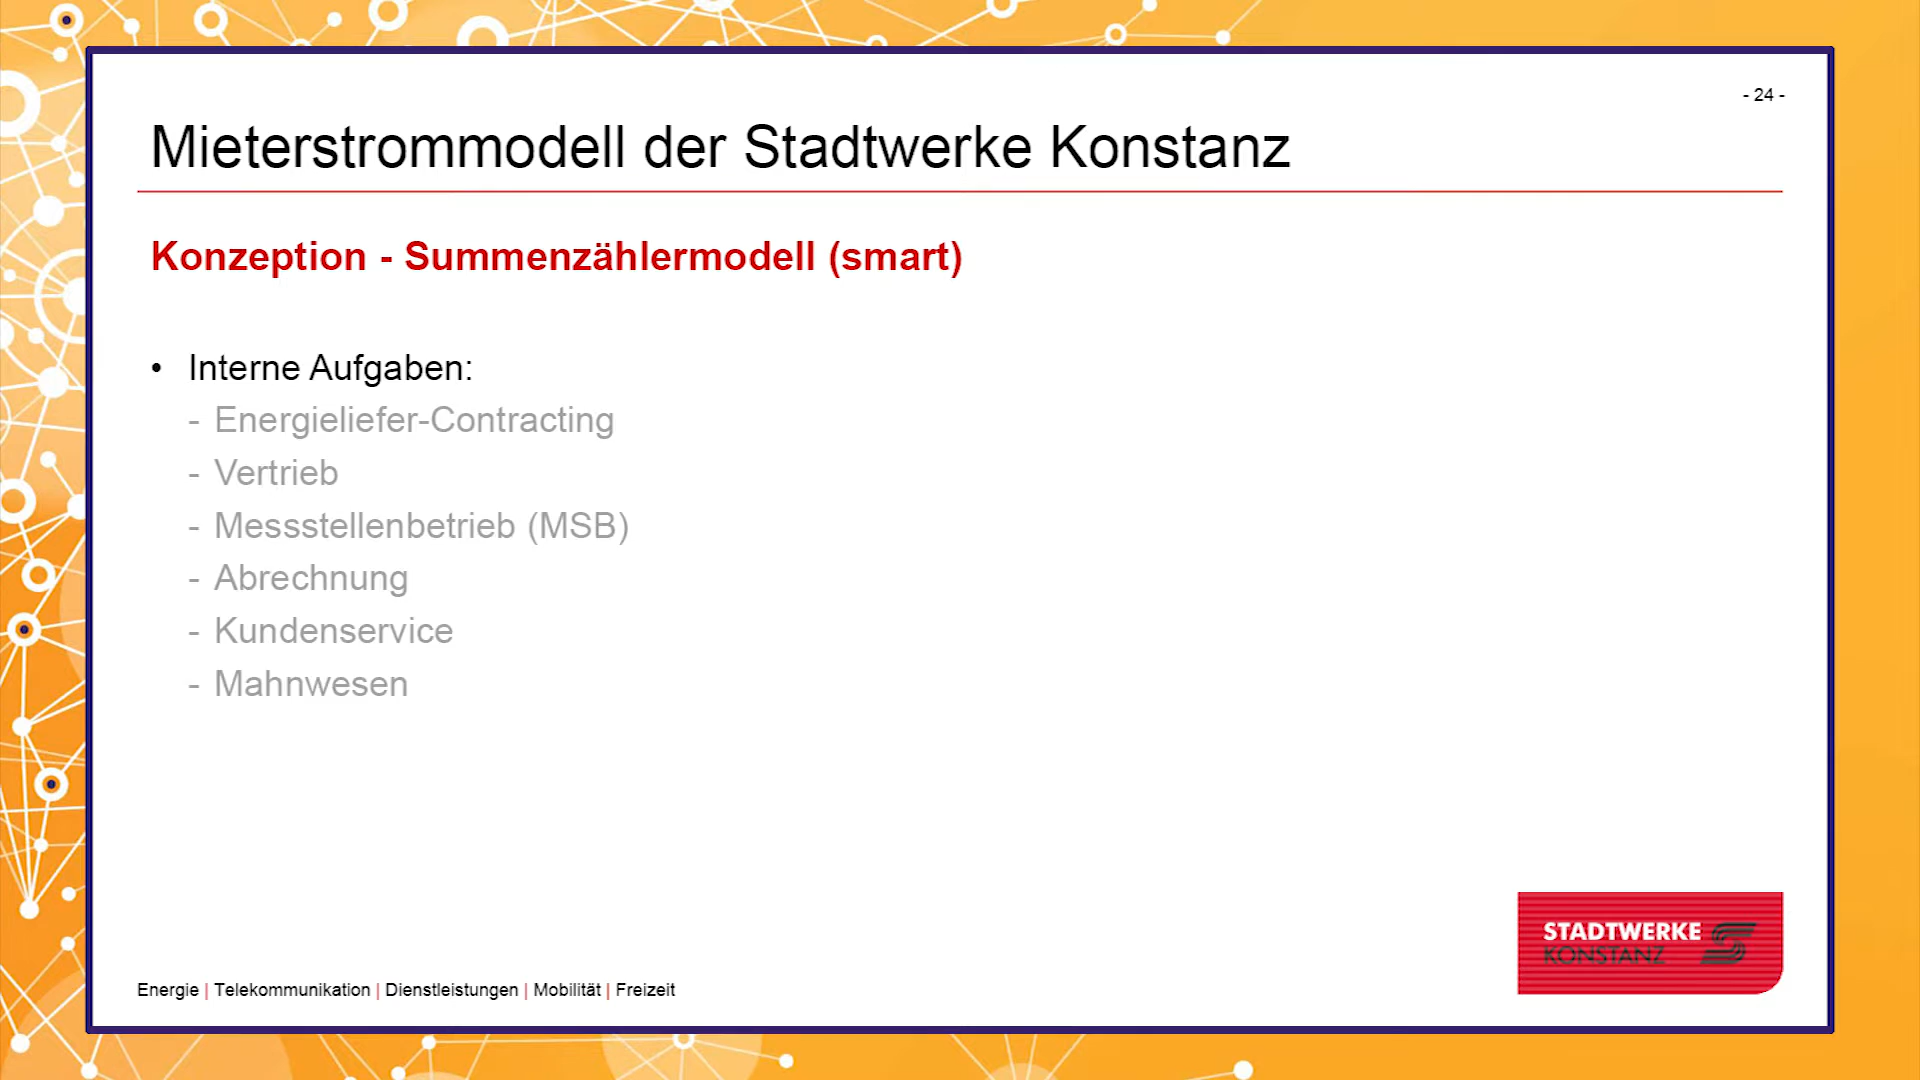 - 24 -
Mieterstrommodell der Stadtwerke Konstanz
Konzeption - Summenzählermodell (smart)
• Interne Aufgaben:
- Energieliefer-Contracting
- Vertrieb
- Messstellenbetrieb (MSB)
- Abrechnung
- Kundenservice
- Mahnwesen
STADTWERKE
KONSTANZ
Energie | Telekommunikation | Dienstleistungen | Mobilität | Freizeit